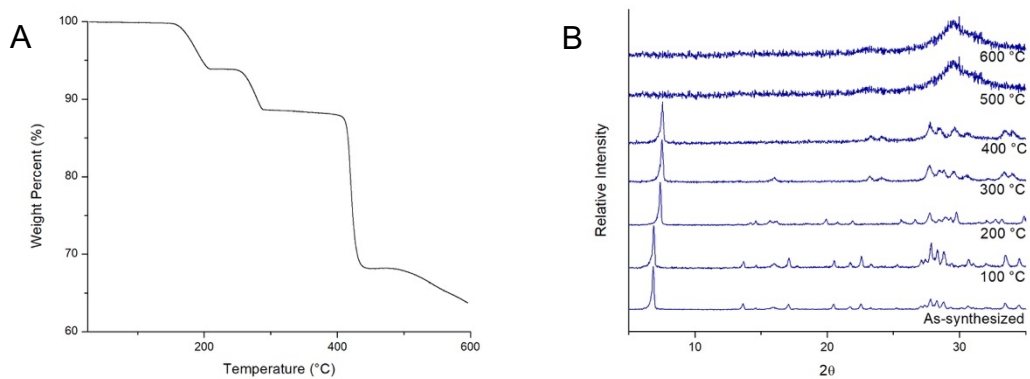 A
100
90
80
70
60
Weight Percent (%)
200
400
600
Temperature (°C)
B
Relative Intensity
600 °C
500 °C
400 °C
300 °C
200 °C
100 °C
As-synthesized
10
20
30
2θ